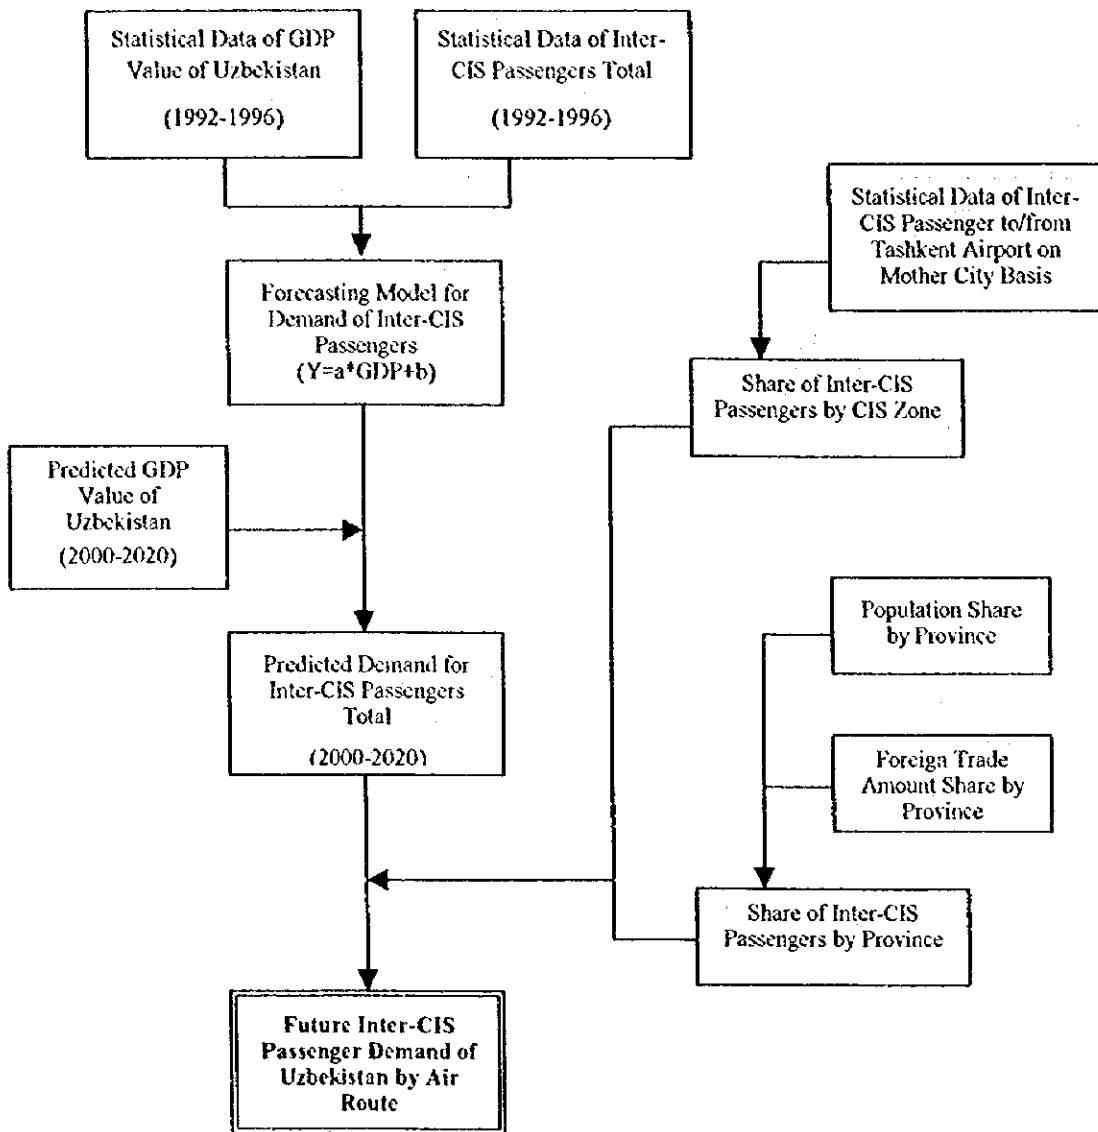 Statistical Data of GDP
Value of Uzbekistan
(1992-1996)
Statistical Data of Inter-
CIS Passengers Total
(1992-1996)
Statistical Data of Inter-
CIS Passenger to/from
Tashkent Airport on
Mother City Basis
Forecasting Model for
Demand of Inter-CIS
Passengers
(Y=a*GDP+b)
Share of Inter-CIS
Passengers by CIS Zone
Predicted GDP
Value of
Uzbekistan
(2000-2020)
Population Share
by Province
Predicted Demand for
Inter-CIS Passengers
Total
(2000-2020)
Foreign Trade
Amount Share by
Province
Share of Inter-CIS
Passengers by Province
Future Inter-CIS
Passenger Demand of
Uzbekistan by Air
Route